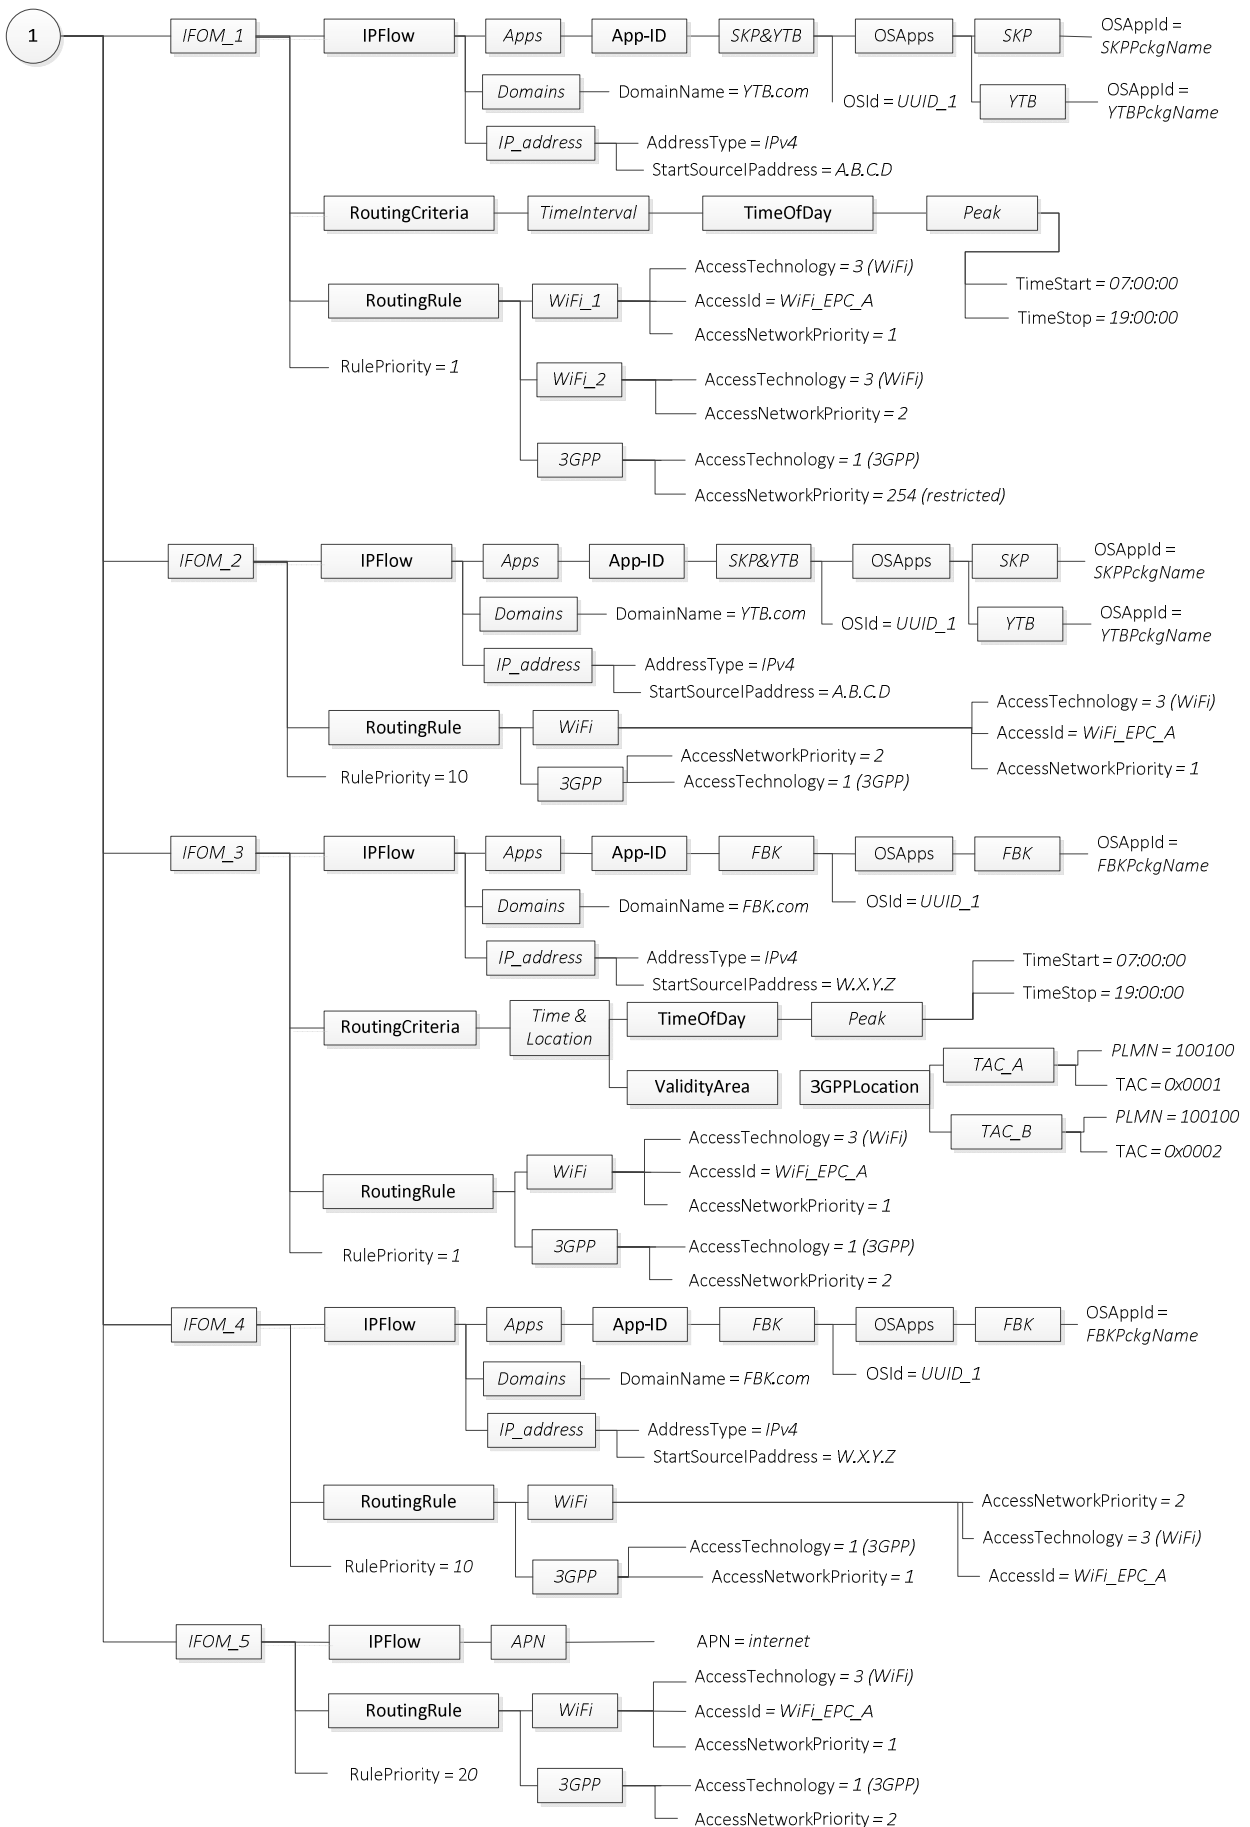 1
IFOM_1
IPFlow
Apps
App-ID
SKP&YTB
OSApps
SKP
OSAppId =
SKPPckgName
Domains
DomainName = YTB.com
OSId = UUID_1
YTB
OSAppId =
YTBPckgName
IP_address
AddressType = IPv4
StartSourceIPaddress = A.B.C.D
RoutingCriteria
TimeInterval
TimeOfDay
Peak
TimeStart = 07:00:00
TimeStop = 19:00:00
RoutingRule
WiFi_1
AccessTechnology = 3 (WiFi)
AccessId = WiFi_EPC_A
AccessNetworkPriority = 1
RulePriority = 1
WiFi_2
AccessTechnology = 3 (WiFi)
AccessNetworkPriority = 2
3GPP
AccessTechnology = 1 (3GPP)
AccessNetworkPriority = 254 (restricted)
IFOM_2
IPFlow
Apps
App-ID
SKP&YTB
OSApps
SKP
OSAppId =
SKPPckgName
Domains
DomainName = YTB.com
OSId = UUID_1
YTB
OSAppId =
YTBPckgName
IP_address
AddressType = IPv4
StartSourceIPaddress = A.B.C.D
RoutingRule
WiFi
AccessTechnology = 3 (WiFi)
AccessId = WiFi_EPC_A
AccessNetworkPriority = 1
RulePriority = 10
3GPP
AccessNetworkPriority = 2
AccessTechnology = 1 (3GPP)
IFOM_3
IPFlow
Apps
App-ID
FBK
OSApps
FBK
OSAppId =
FBKPckgName
Domains
DomainName = FBK.com
OSId = UUID_1
IP_address
AddressType = IPv4
StartSourceIPaddress = W.X.Y.Z
RoutingCriteria
Time &
Location
TimeOfDay
Peak
TimeStart = 07:00:00
TimeStop = 19:00:00
ValidityArea
3GPPLocation
TAC_A
PLMN = 100100
TAC = 0x0001
TAC_B
PLMN = 100100
TAC = 0x0002
RoutingRule
WiFi
AccessTechnology = 3 (WiFi)
AccessId = WiFi_EPC_A
AccessNetworkPriority = 1
RulePriority = 1
3GPP
AccessTechnology = 1 (3GPP)
AccessNetworkPriority = 2
IFOM_4
IPFlow
Apps
App-ID
FBK
OSApps
FBK
OSAppId =
FBKPckgName
Domains
DomainName = FBK.com
OSId = UUID_1
IP_address
AddressType = IPv4
StartSourceIPaddress = W.X.Y.Z
RoutingRule
WiFi
AccessNetworkPriority = 2
AccessTechnology = 3 (WiFi)
AccessId = WiFi_EPC_A
RulePriority = 10
3GPP
AccessTechnology = 1 (3GPP)
AccessNetworkPriority = 1
IFOM_5
IPFlow
APN
APN = internet
RoutingRule
WiFi
AccessTechnology = 3 (WiFi)
AccessId = WiFi_EPC_A
AccessNetworkPriority = 1
RulePriority = 20
3GPP
AccessTechnology = 1 (3GPP)
AccessNetworkPriority = 2